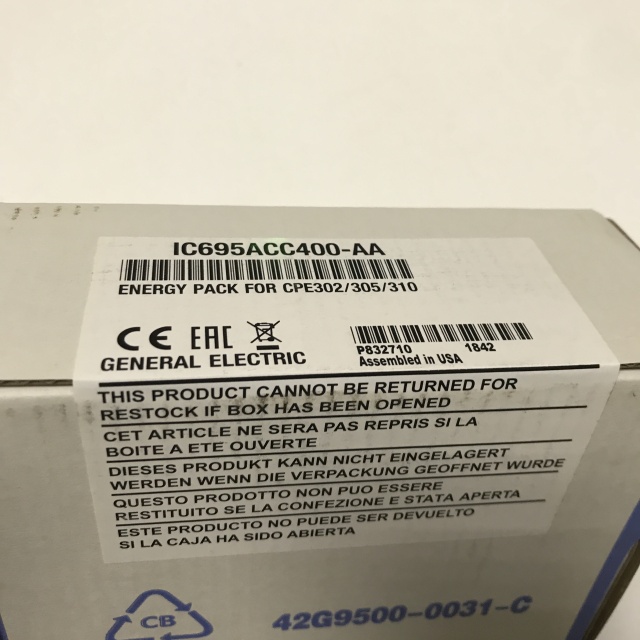 IC695ACC400-AA
ENERGY PACK FOR CPE302/305/310
CE EAC
P832710 1842
GENERAL ELECTRIC Assembled in USA
THIS PRODUCT CANNOT BE RETURNED FOR
RESTOCK IF BOX HAS BEEN OPENED
CET ARTICLE NE SERA PAS REPRIS SI LA
BOITE A ETE OUVERTE
DIESES PRODUKT KANN NICHT EINGELAGERT
WERDEN WENN DIE VERPACKUNG GEOFFNET WURDE
QUESTO PRODOTTO NON PUO ESSERE
RESTITUITO SE LA CONFEZIONE E STATA APERTA
ESTE PRODUCTO NO PUEDE SER DEVUELTO
SI LA CAJA HA SIDO ABIERTA
CB 42G9500-0031-C